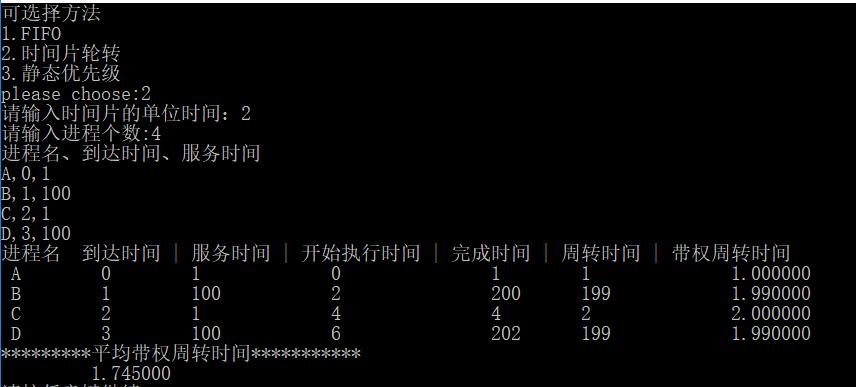 可选择方法
1.FIFO
2.时间片轮转
3.静态优先级
please choose:2
请输入时间片的单位时间：2
请输入进程个数:4
进程名、到达时间、服务时间
A,0,1
B,1,100
C,2,1
D,3,100
进程名 到达时间 | 服务时间 | 开始执行时间 | 完成时间 | 周转时间 | 带权周转时间
A 0 1 0 1 1 1.000000
B 1 100 2 200 199 1.990000
C 2 1 4 4 2 2.000000
D 3 100 6 202 199 1.990000
*********平均带权周转时间***********
1.745000